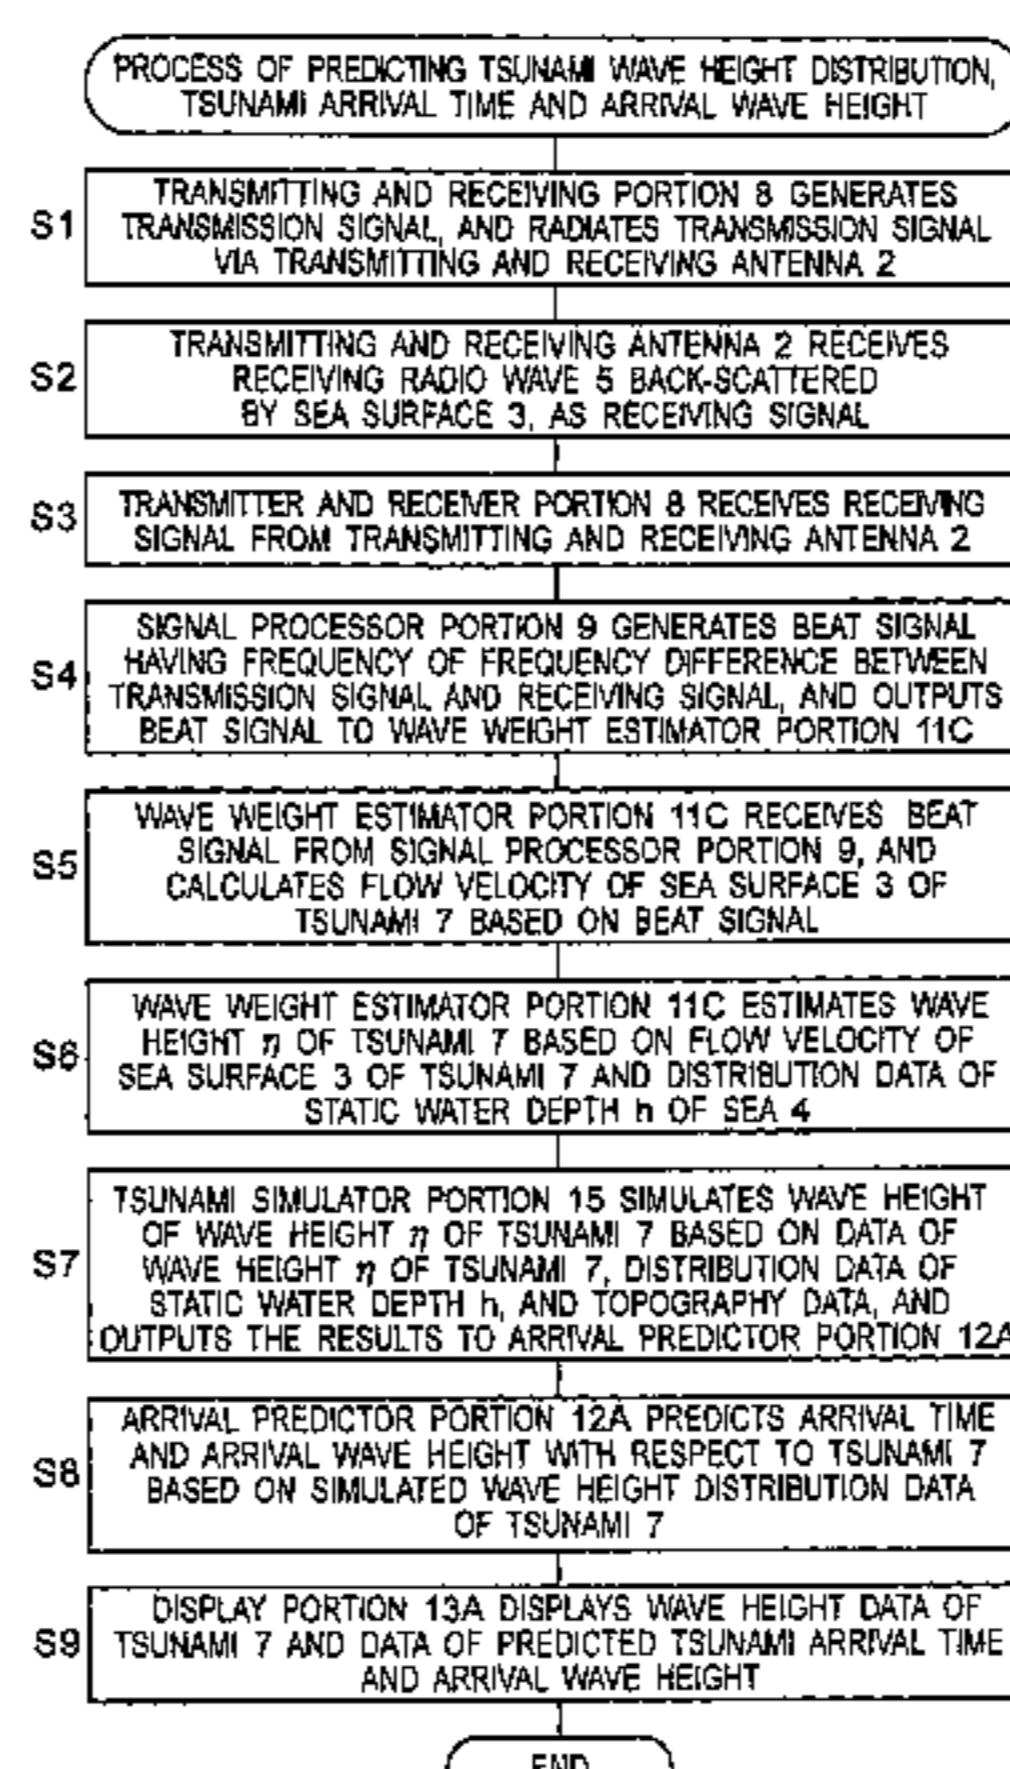 PROCESS OF PREDICTING TSUNAMI WAVE HEIGHT DISTRIBUTION,
TSUNAMI ARRIVAL TIME AND ARRIVAL WAVE HEIGHT
S1
TRANSMITTING AND RECEIVING PORTION 8 GENERATES
TRANSMISSION SIGNAL, AND RADIATES TRANSMISSION SIGNAL
VIA TRANSMITTING AND RECEIVING ANTENNA 2
S2
TRANSMITTING AND RECEIVING ANTENNA 2 RECEIVES
RECEIVING RADIO WAVE 5 BACK-SCATTERED
BY SEA SURFACE 3, AS RECEIVING SIGNAL
S3
TRANSMITTER AND RECEIVER PORTION 8 RECEIVES RECEIVING
SIGNAL FROM TRANSMITTING AND RECEIVING ANTENNA 2
S4
SIGNAL PROCESSOR PORTION 9 GENERATES BEAT SIGNAL
HAVING FREQUENCY OF FREQUENCY DIFFERENCE BETWEEN
TRANSMISSION SIGNAL AND RECEIVING SIGNAL, AND OUTPUTS
BEAT SIGNAL TO WAVE WEIGHT ESTIMATOR PORTION 11C
S5
WAVE WEIGHT ESTIMATOR PORTION 11C RECEIVES BEAT
SIGNAL FROM SIGNAL PROCESSOR PORTION 9, AND
CALCULATES FLOW VELOCITY OF SEA SURFACE 3 OF
TSUNAMI 7 BASED ON BEAT SIGNAL
S6
WAVE WEIGHT ESTIMATOR PORTION 11C ESTIMATES WAVE
HEIGHT η OF TSUNAMI 7 BASED ON FLOW VELOCITY OF
SEA SURFACE 3 OF TSUNAMI 7 AND DISTRIBUTION DATA OF
STATIC WATER DEPTH h OF SEA 4
S7
TSUNAMI SIMULATOR PORTION 15 SIMULATES WAVE HEIGHT
OF WAVE HEIGHT η OF TSUNAMI 7 BASED ON DATA OF
WAVE HEIGHT η OF TSUNAMI 7, DISTRIBUTION DATA OF
STATIC WATER DEPTH h, AND TOPOGRAPHY DATA, AND
OUTPUTS THE RESULTS TO ARRIVAL PREDICTOR PORTION 12A
S8
ARRIVAL PREDICTOR PORTION 12A PREDICTS ARRIVAL TIME
AND ARRIVAL WAVE HEIGHT WITH RESPECT TO TSUNAMI 7
BASED ON SIMULATED WAVE HEIGHT DISTRIBUTION DATA
OF TSUNAMI 7
S9
DISPLAY PORTION 13A DISPLAYS WAVE HEIGHT DATA OF
TSUNAMI 7 AND DATA OF PREDICTED TSUNAMI ARRIVAL TIME
AND ARRIVAL WAVE HEIGHT
END